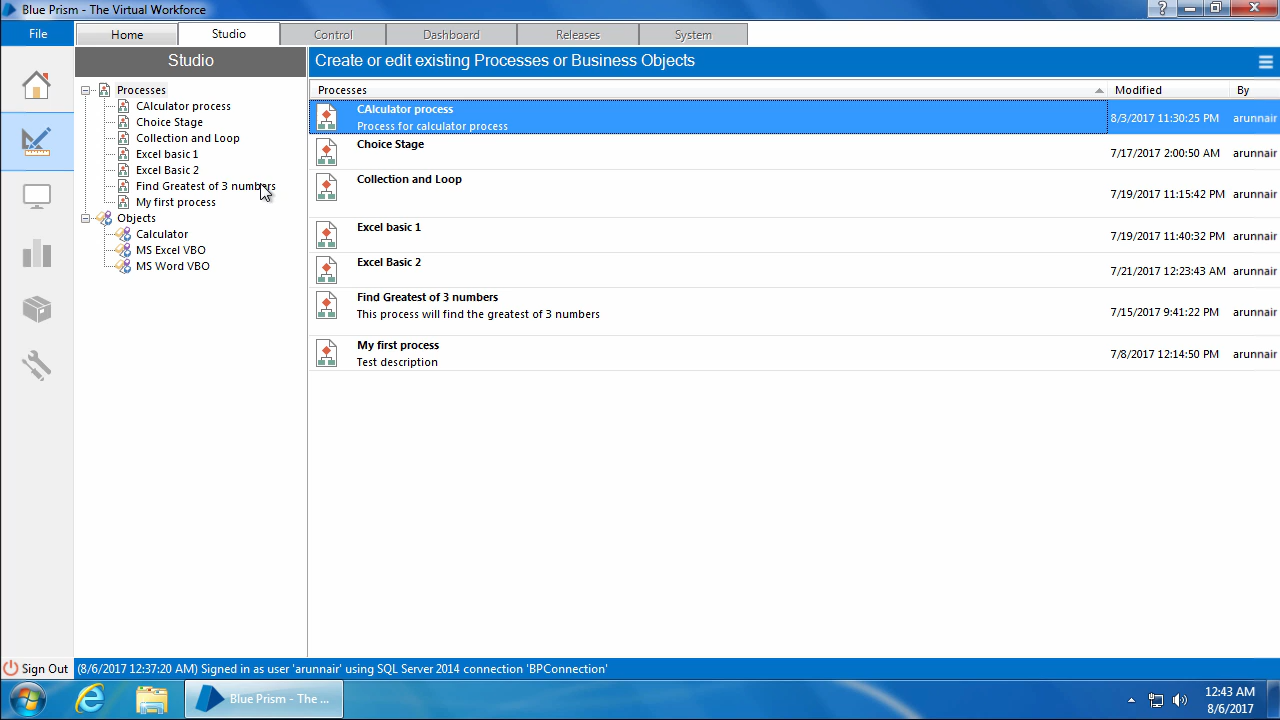 Blue Prism - The Virtual Workforce
?
File
Home
Studio
Control
Dashboard
Releases
System
Studio
Create or edit existing Processes or Business Objects
Processes
CAlculator process
Choice Stage
Collection and Loop
Excel basic 1
Excel Basic 2
Find Greatest of 3 numbers
My first process
Objects
Calculator
MS Excel VBO
MS Word VBO
Processes Modified By
CAlculator process
Process for calculator process
8/3/2017 11:30:25 PM arunnair
Choice Stage
7/17/2017 2:00:50 AM arunnair
Collection and Loop
7/19/2017 11:15:42 PM arunnair
Excel basic 1
7/19/2017 11:40:32 PM arunnair
Excel Basic 2
7/21/2017 12:23:43 AM arunnair
Find Greatest of 3 numbers
This process will find the greatest of 3 numbers
7/15/2017 9:41:22 PM arunnair
My first process
Test description
7/8/2017 12:14:50 PM arunnair
Sign Out
(8/6/2017 12:37:20 AM) Signed in as user 'arunnair' using SQL Server 2014 connection 'BPConnection'
Blue Prism - The ...
12:43 AM
8/6/2017